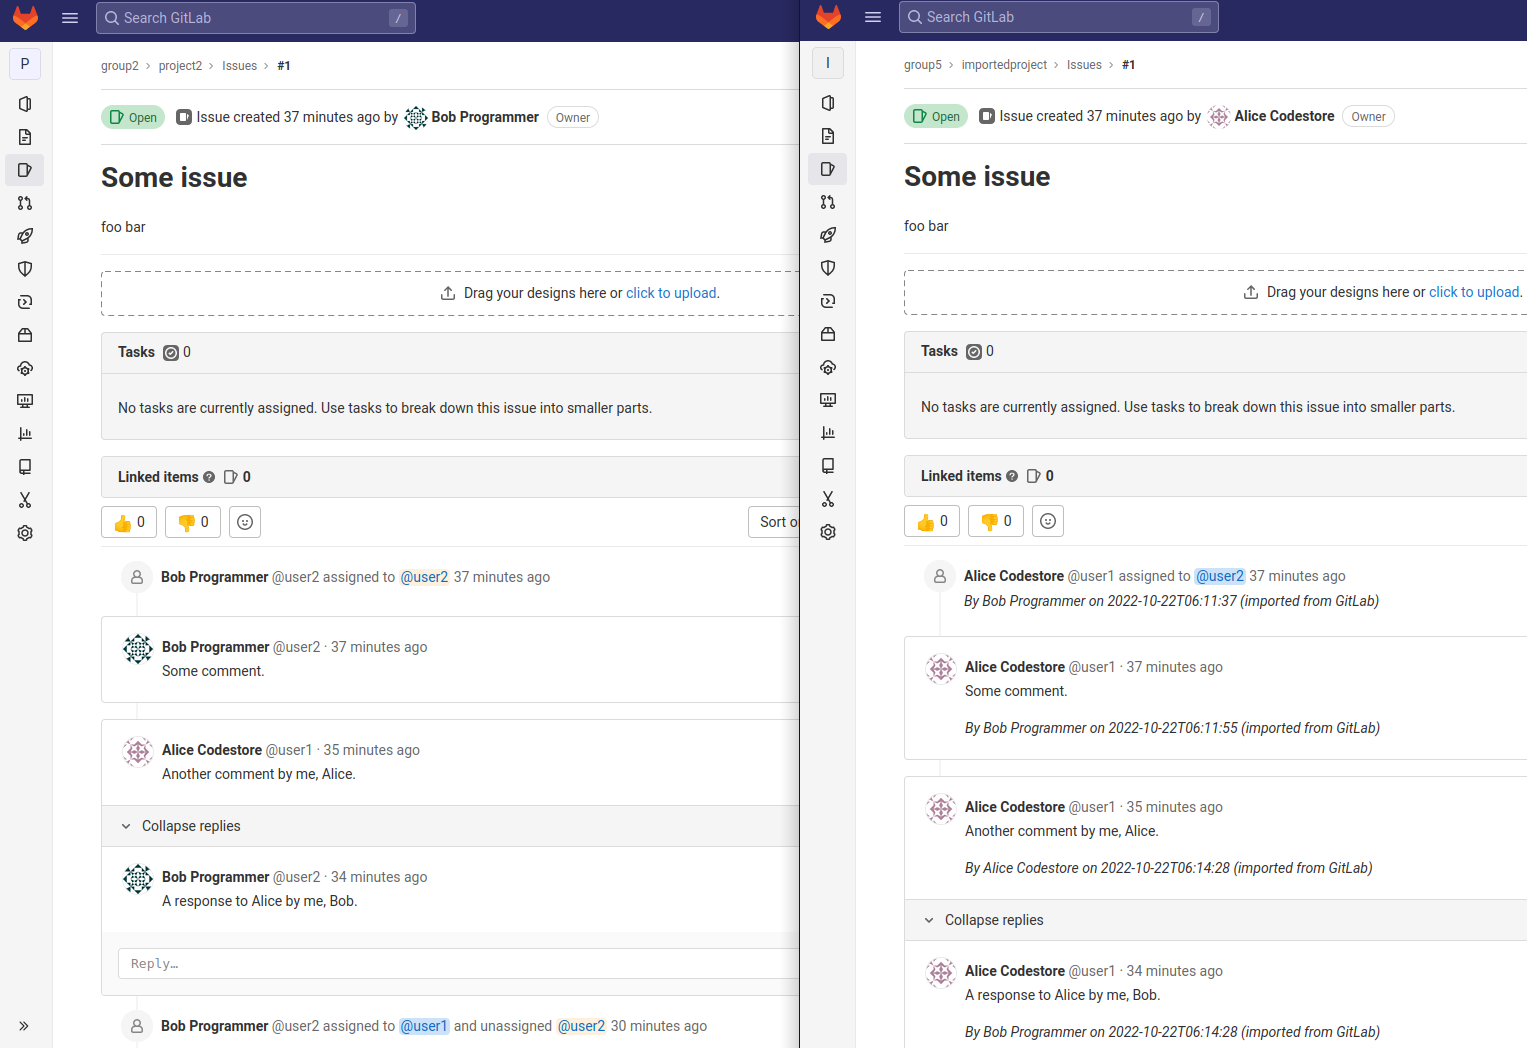 Search GitLab /
P
group2 › project2 › Issues › #1
Open Issue created 37 minutes ago by Bob Programmer Owner
Some issue
foo bar
Drag your designs here or click to upload.
Tasks 0
No tasks are currently assigned. Use tasks to break down this issue into smaller parts.
Linked items ? 0
👍 0 👎 0
Sort o
Bob Programmer @user2 assigned to @user2 37 minutes ago
Bob Programmer @user2 · 37 minutes ago
Some comment.
Alice Codestore @user1 · 35 minutes ago
Another comment by me, Alice.
Collapse replies
Bob Programmer @user2 · 34 minutes ago
A response to Alice by me, Bob.
Reply…
Bob Programmer @user2 assigned to @user1 and unassigned @user2 30 minutes ago
Search GitLab /
I
group5 › importedproject › Issues › #1
Open Issue created 37 minutes ago by Alice Codestore Owner
Some issue
foo bar
Drag your designs here or click to upload.
Tasks 0
No tasks are currently assigned. Use tasks to break down this issue into smaller parts.
Linked items ? 0
👍 0 👎 0
Alice Codestore @user1 assigned to @user2 37 minutes ago
By Bob Programmer on 2022-10-22T06:11:37 (imported from GitLab)
Alice Codestore @user1 · 37 minutes ago
Some comment.
By Bob Programmer on 2022-10-22T06:11:55 (imported from GitLab)
Alice Codestore @user1 · 35 minutes ago
Another comment by me, Alice.
By Alice Codestore on 2022-10-22T06:14:28 (imported from GitLab)
Collapse replies
Alice Codestore @user1 · 34 minutes ago
A response to Alice by me, Bob.
By Bob Programmer on 2022-10-22T06:14:28 (imported from GitLab)